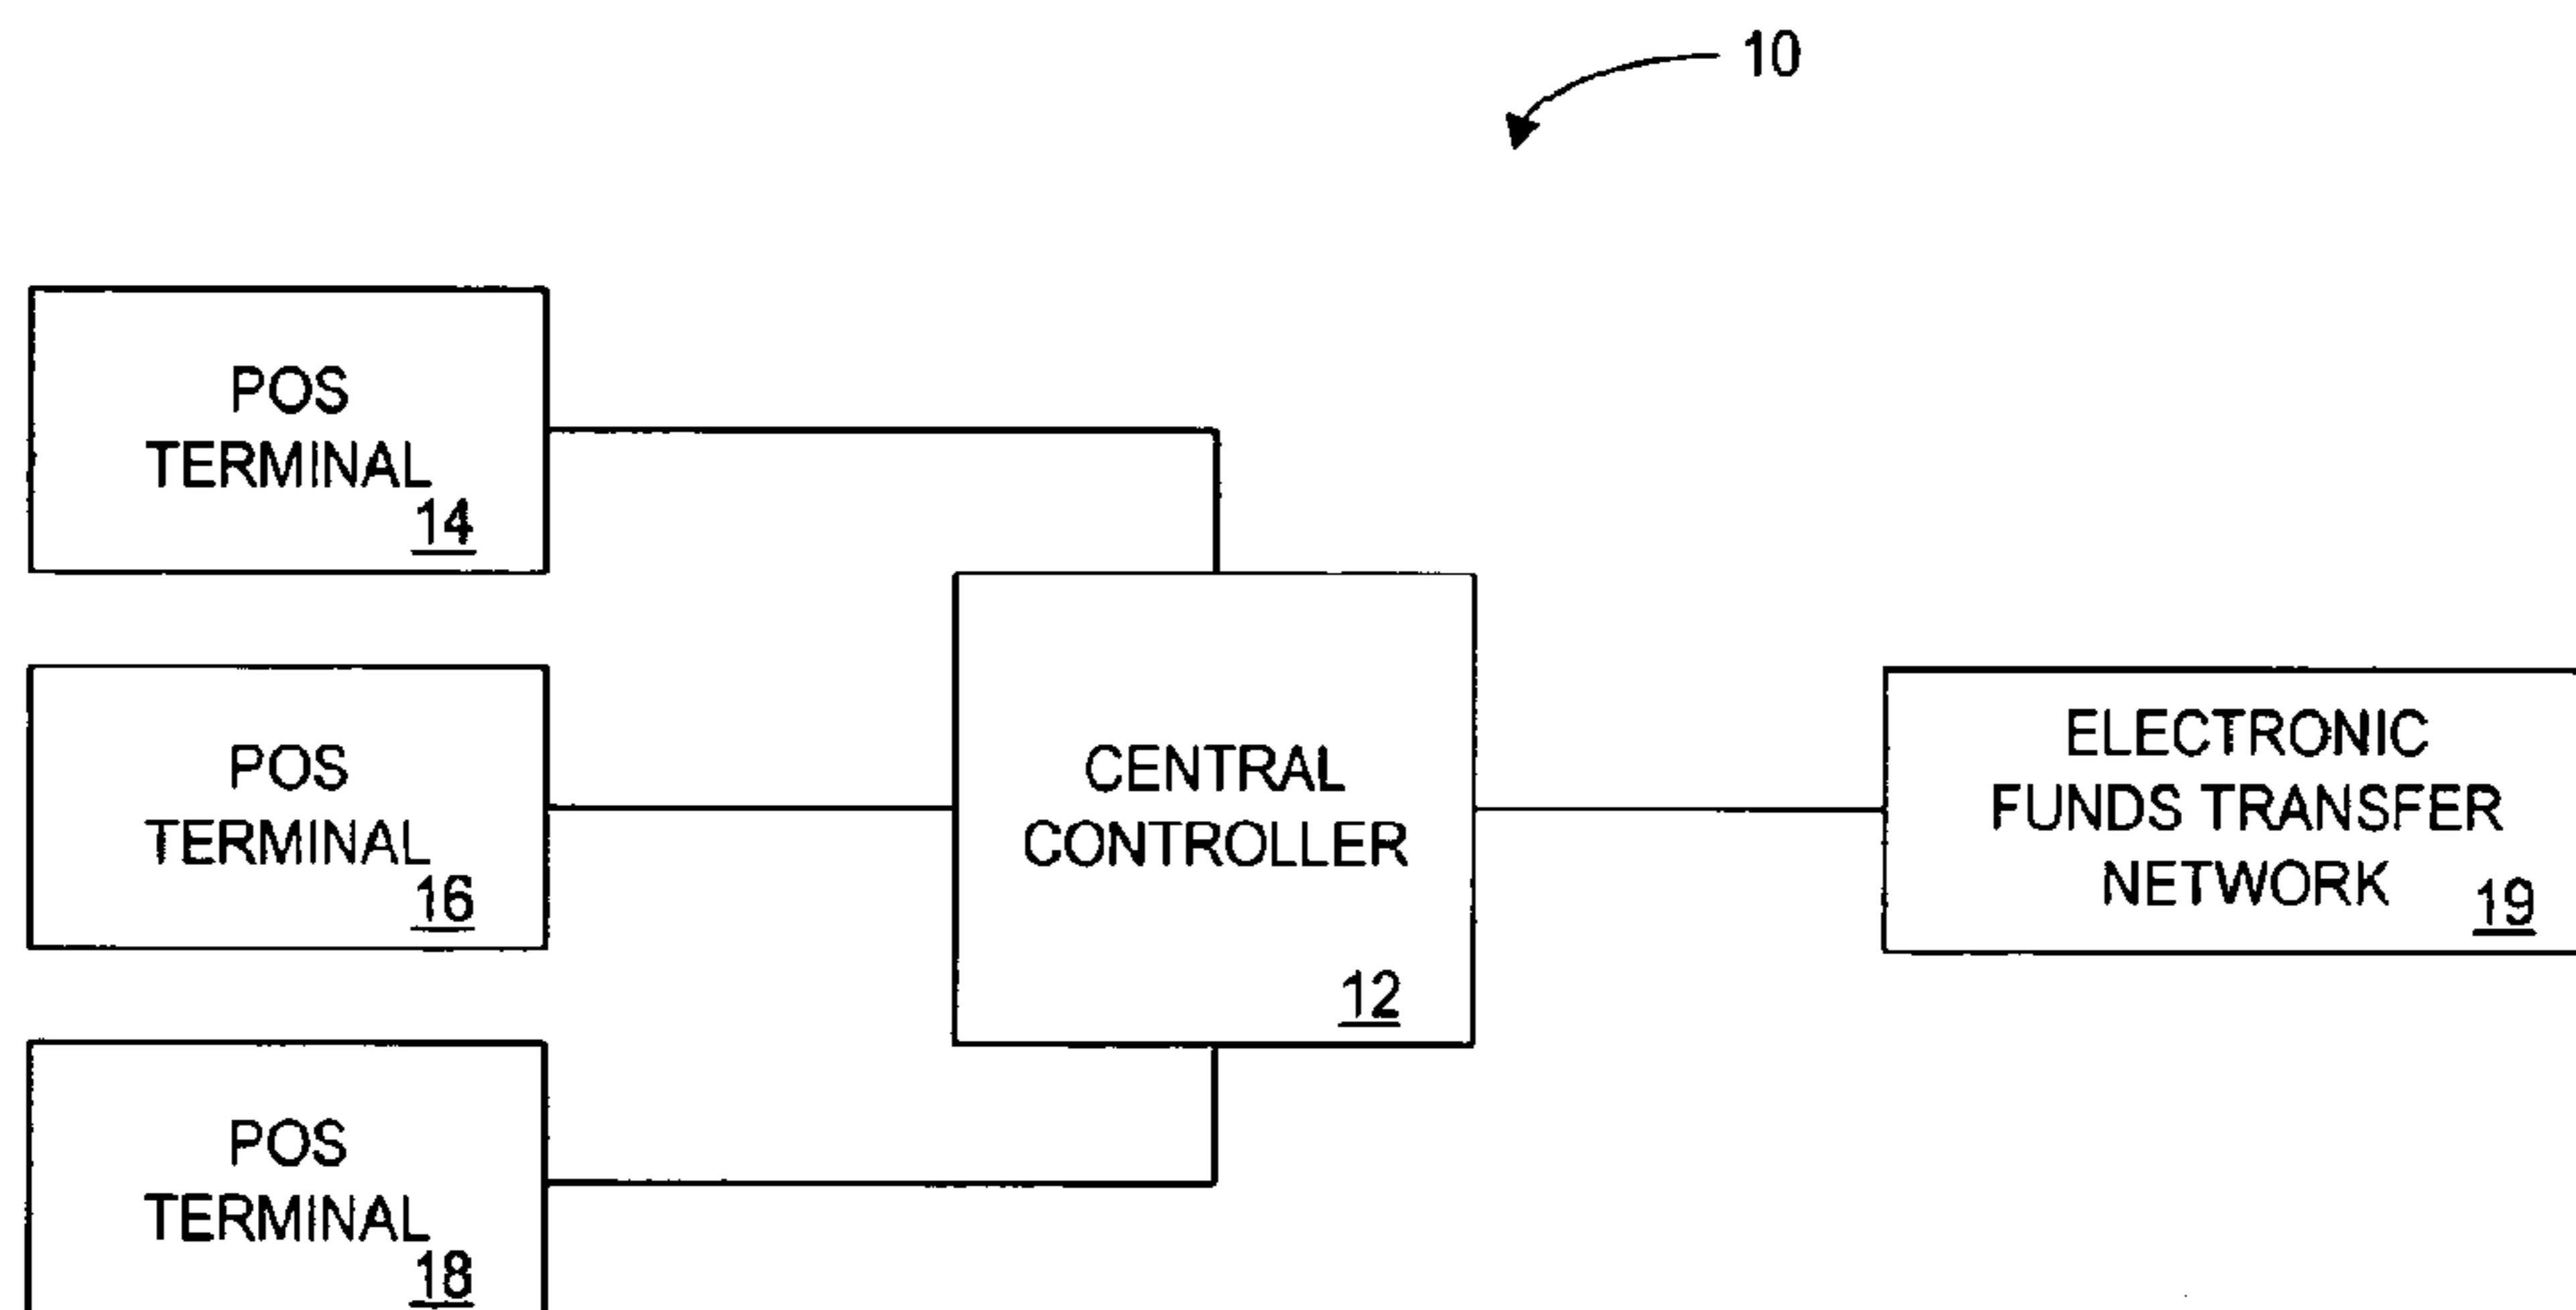 10
POS
TERMINAL
14
POS
TERMINAL
16
POS
TERMINAL
18
CENTRAL
CONTROLLER
12
ELECTRONIC
FUNDS TRANSFER
NETWORK
19